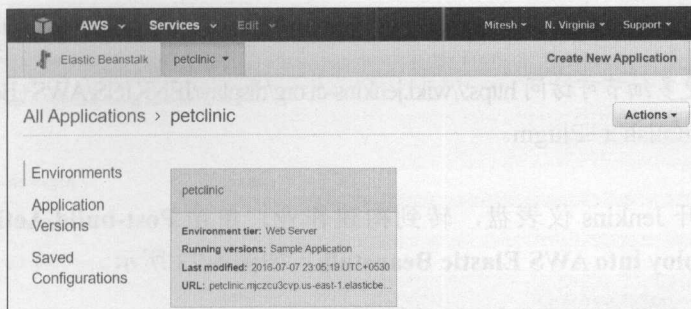 AWS Services Edit Mitesh N. Virginia Support
Elastic Beanstalk petclinic Create New Application
All Applications > petclinic Actions
Environments
Application
Versions
Saved
Configurations
petclinic
Environment tier: Web Server
Running versions: Sample Application
Last modified: 2016-07-07 23:05:19 UTC+0530
URL: petclinic.mjczcu3cvp.us-east-1.elasticbe...